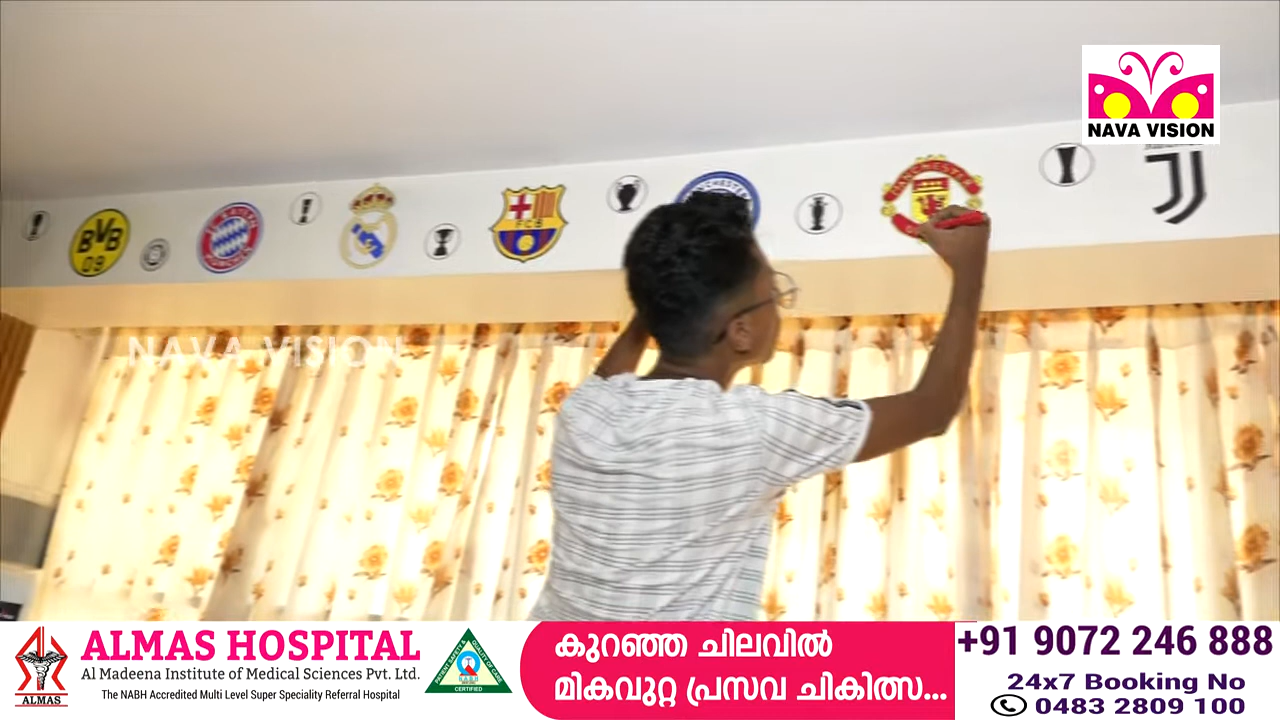 NAVA VISION
BVB
09
FCB
MANCHESTER
NAVA VISION
ALMAS
ALMAS HOSPITAL
Al Madeena Institute of Medical Sciences Pvt. Ltd.
The NABH Accredited Multi Level Super Speciality Referral Hospital
CERTIFIED
കുറഞ്ഞ ചിലവിൽ
മികവുറ്റ പ്രസവ ചികിത്സ...
+91 9072 246 888
24x7 Booking No
0483 2809 100